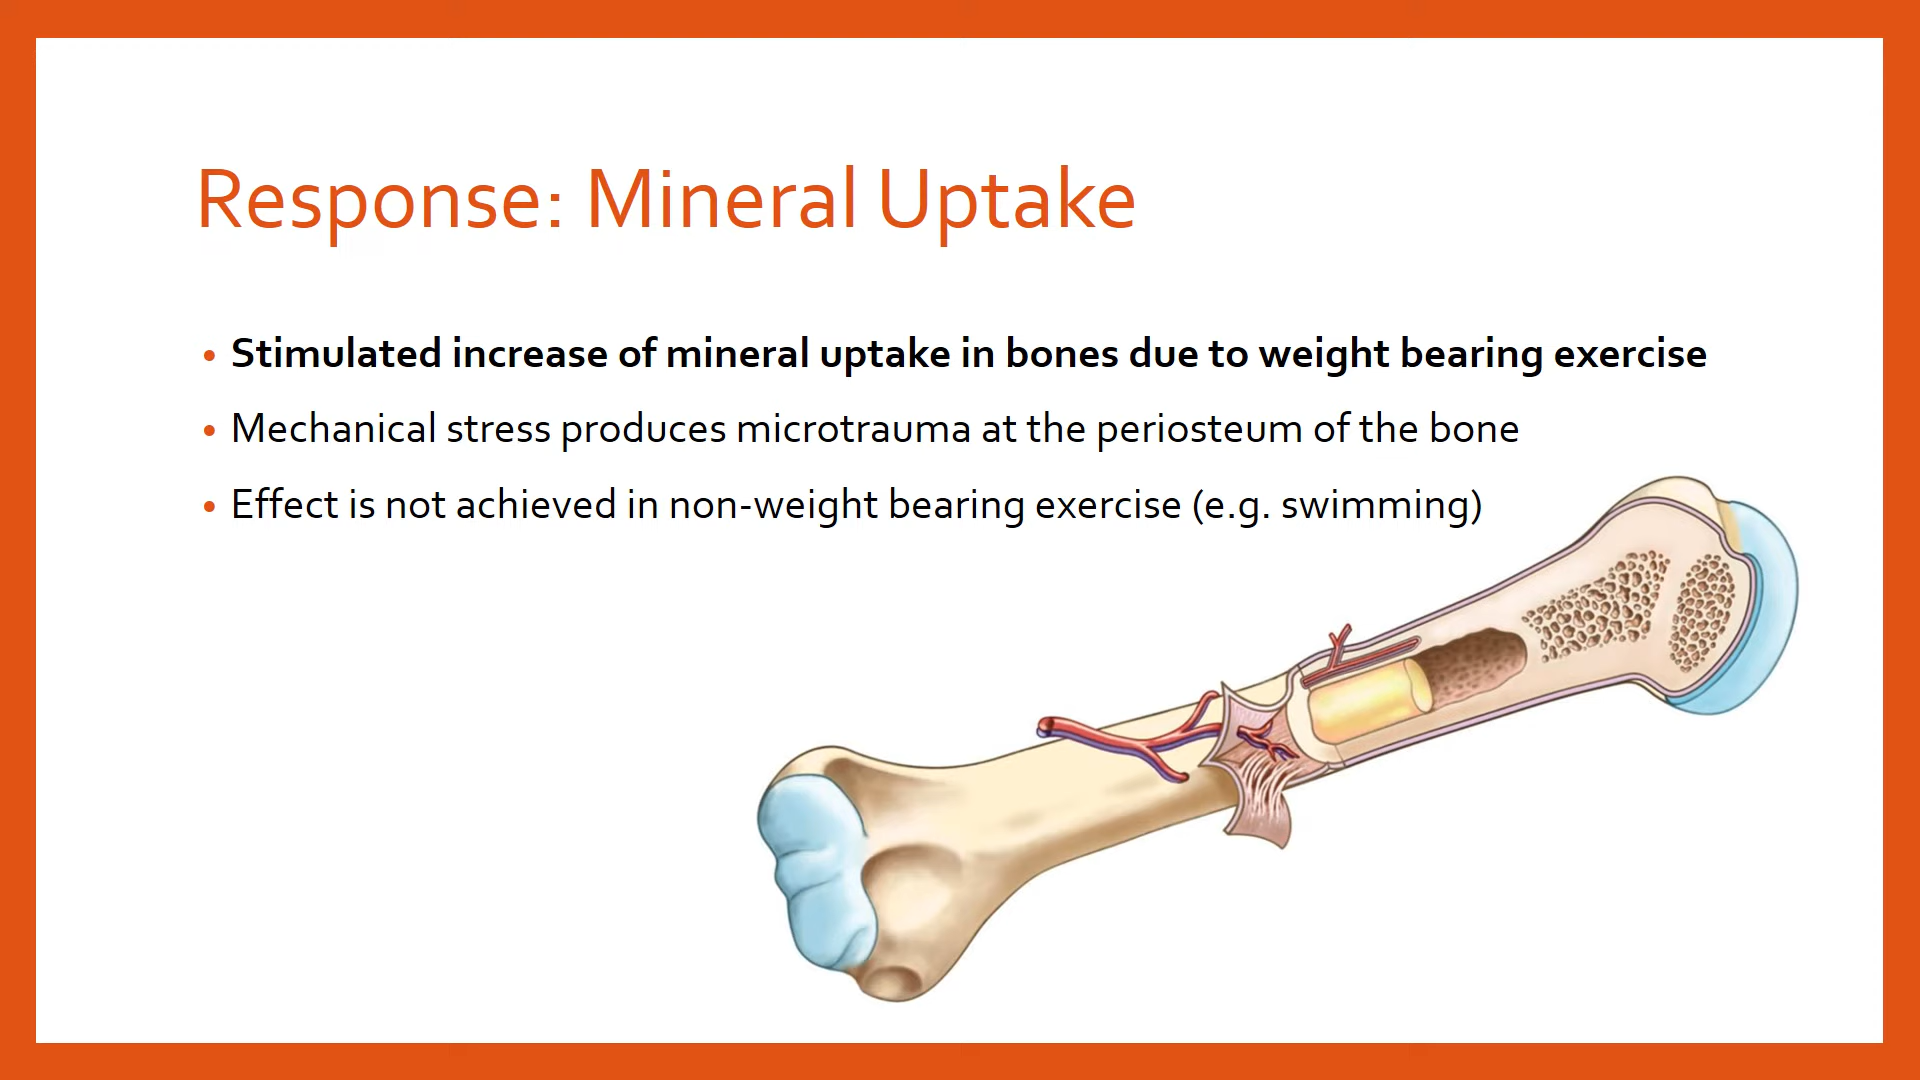 Response: Mineral Uptake
• Stimulated increase of mineral uptake in bones due to weight bearing exercise
• Mechanical stress produces microtrauma at the periosteum of the bone
• Effect is not achieved in non-weight bearing exercise (e.g. swimming)